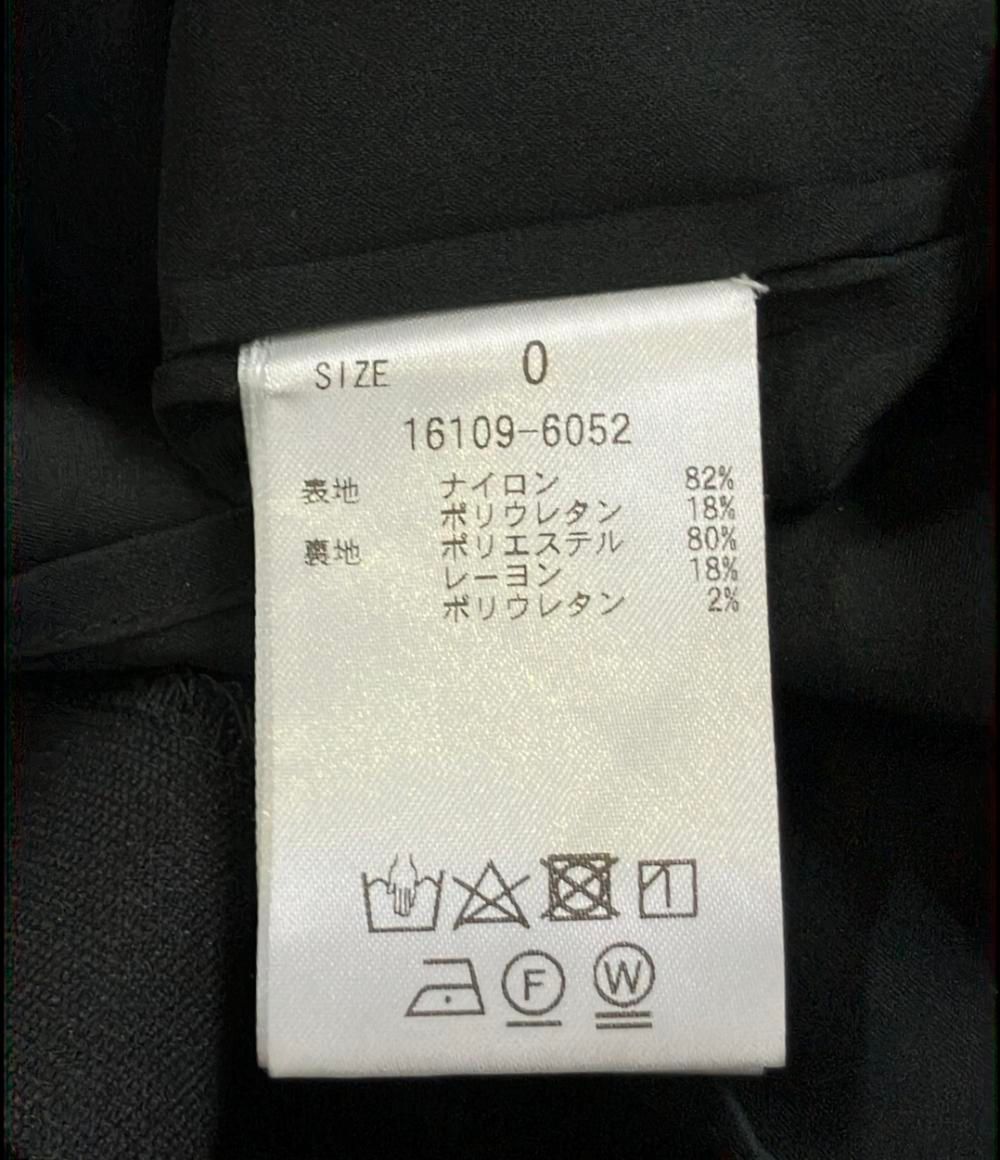 SIZE 0
16109-6052
表地 ナイロン 82%
ポリウレタン 18%
裏地 ポリエステル 80%
レーヨン 18%
ポリウレタン 2%
F W